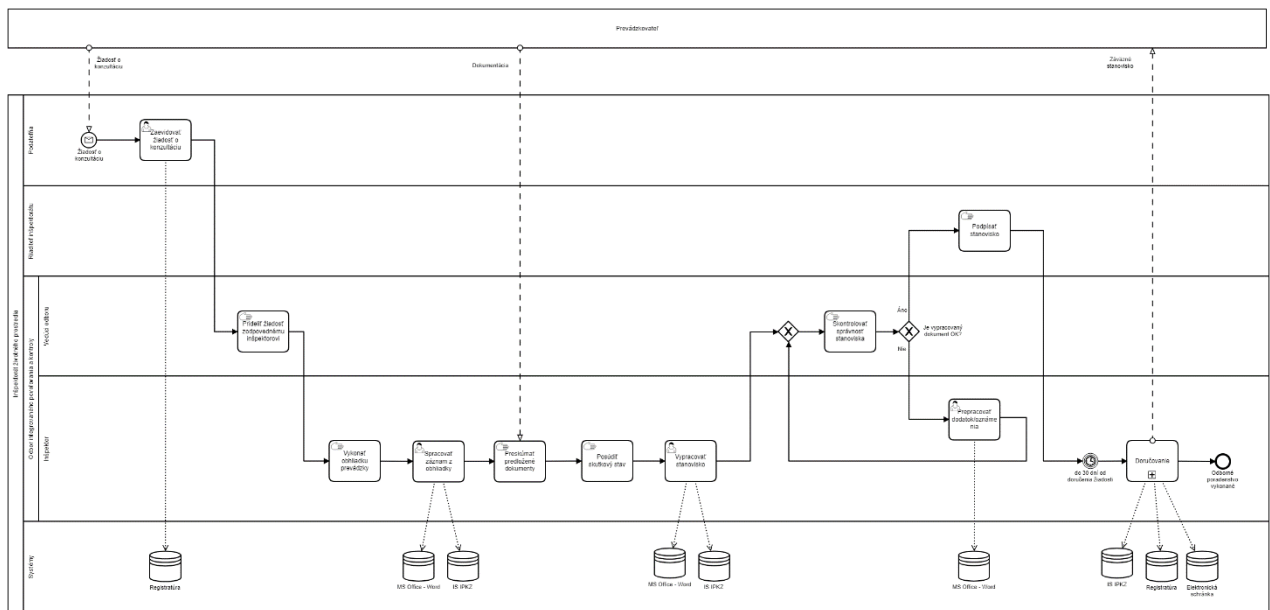 Prevádzkovateľ
Žiadosť o
konzultáciu
Dokumentácia
Záväzné
stanovisko
Inšpektorát životného prostredia
Podateľňa
Žiadosť o
konzultáciu
Zaevidovať
žiadosť o
konzultáciu
Riaditeľ inšpektorátu
Podpísať
stanovisko
Odbor integrovaného povoľovania a kontroly
Vedúci odboru
Prideliť žiadosť
zodpovednému
inšpektorovi
Skontrolovať
správnosť
stanoviska
Áno
Je vypracovaný
dokument OK?
Nie
Inšpektor
Vykonať
obhliadku
prevádzky
Spracovať
záznam z
obhliadky
Preskúmať
predložené
dokumenty
Posúdiť
skutkový stav
Vypracovať
stanovisko
Prepracovať
dodatok/oznáme
nia
do 30 dní od
doručenia žiadosti
Doručovanie
Odborné
poradenstvo
vykonané
Systémy
Registratúra
MS Office - Word
IS IPKZ
MS Office - Word
IS IPKZ
MS Office - Word
IS IPKZ
Registratúra
Elektronická
schránka